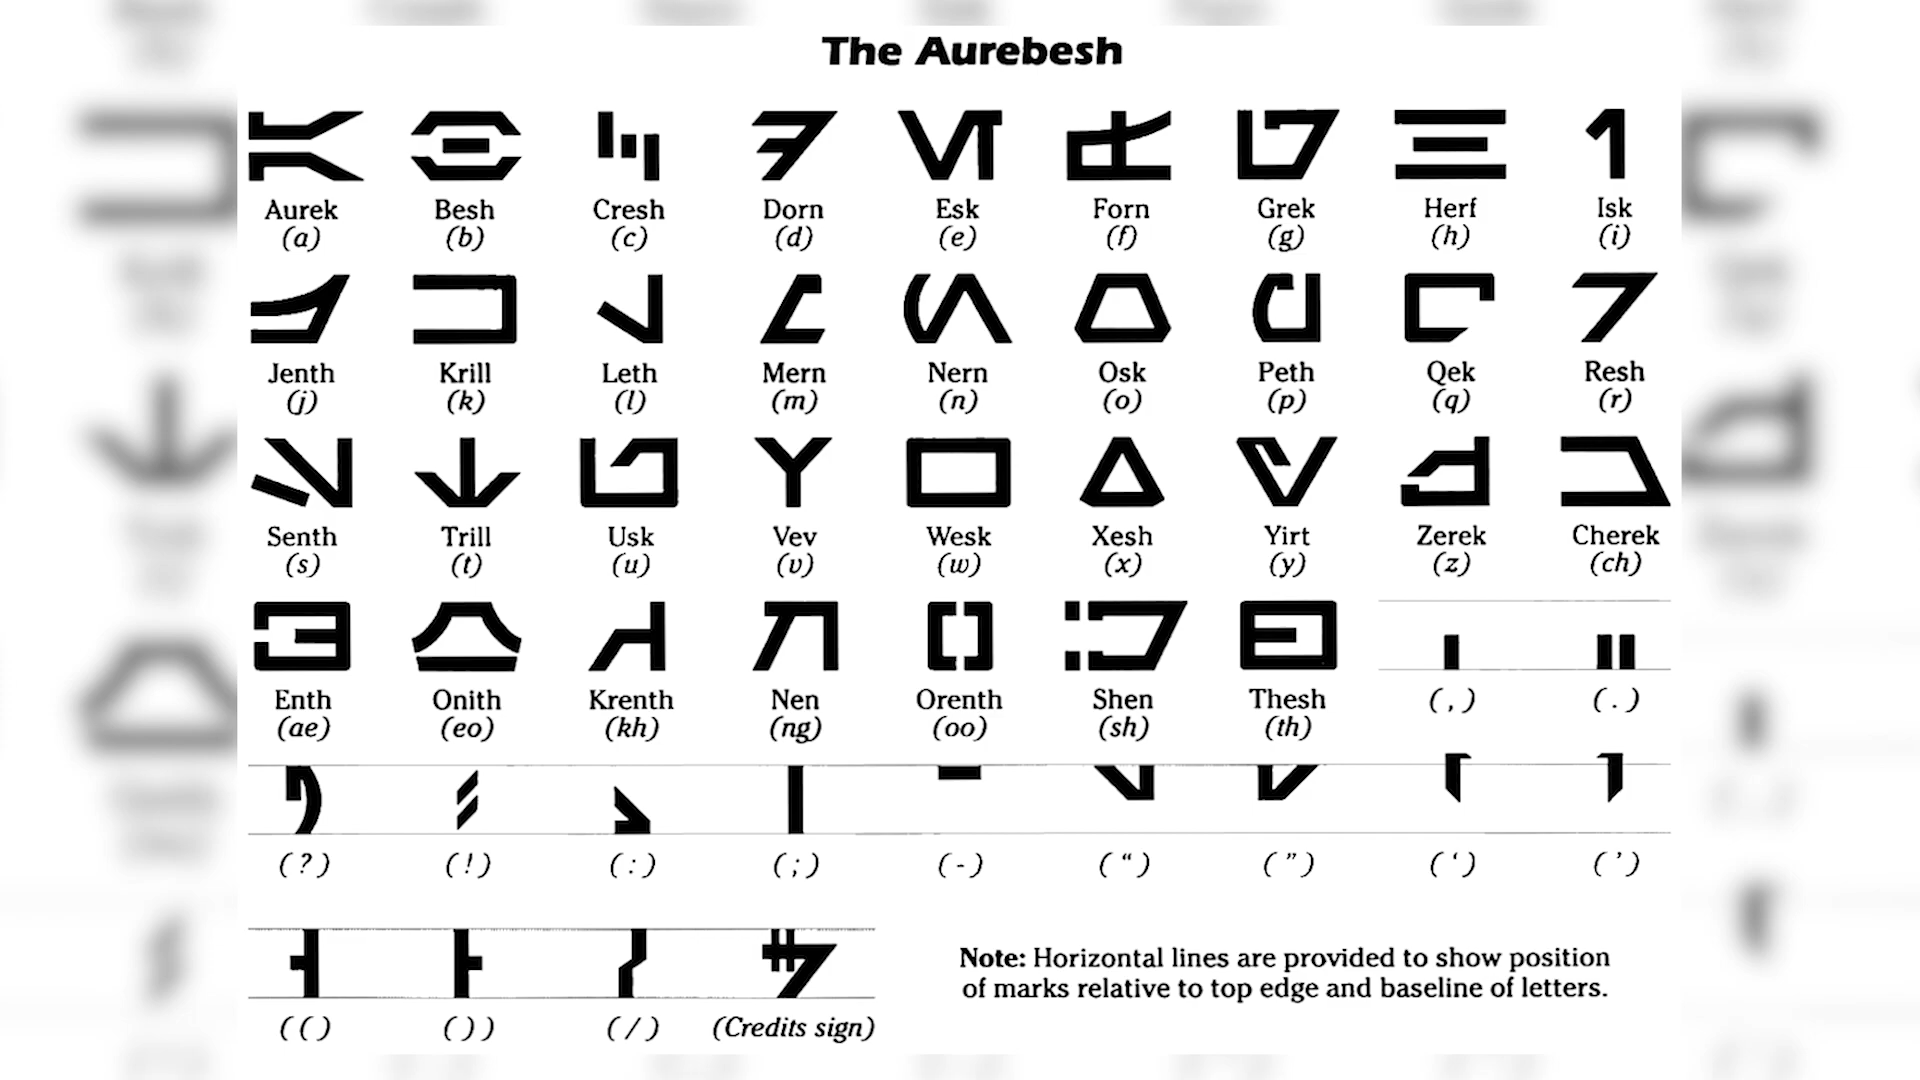 The Aurebesh
Aurek Besh Cresh Dorn Esk Forn Grek Herf Isk
(a) (b) (c) (d) (e) (f) (g) (h) (i)
Jenth Krill Leth Mern Nern Osk Peth Qek Resh
(j) (k) (l) (m) (n) (o) (p) (q) (r)
Senth Trill Usk Vev Wesk Xesh Yirt Zerek Cherek
(s) (t) (u) (v) (w) (x) (y) (z) (ch)
Enth Onith Krenth Nen Orenth Shen Thesh
(ae) (eo) (kh) (ng) (oo) (sh) (th) (,) (.)
(?) (!) (:) (;) (-) (“) (”) (‘) (’)
Note: Horizontal lines are provided to show position
of marks relative to top edge and baseline of letters.
(() ()) (/) (Credits sign)